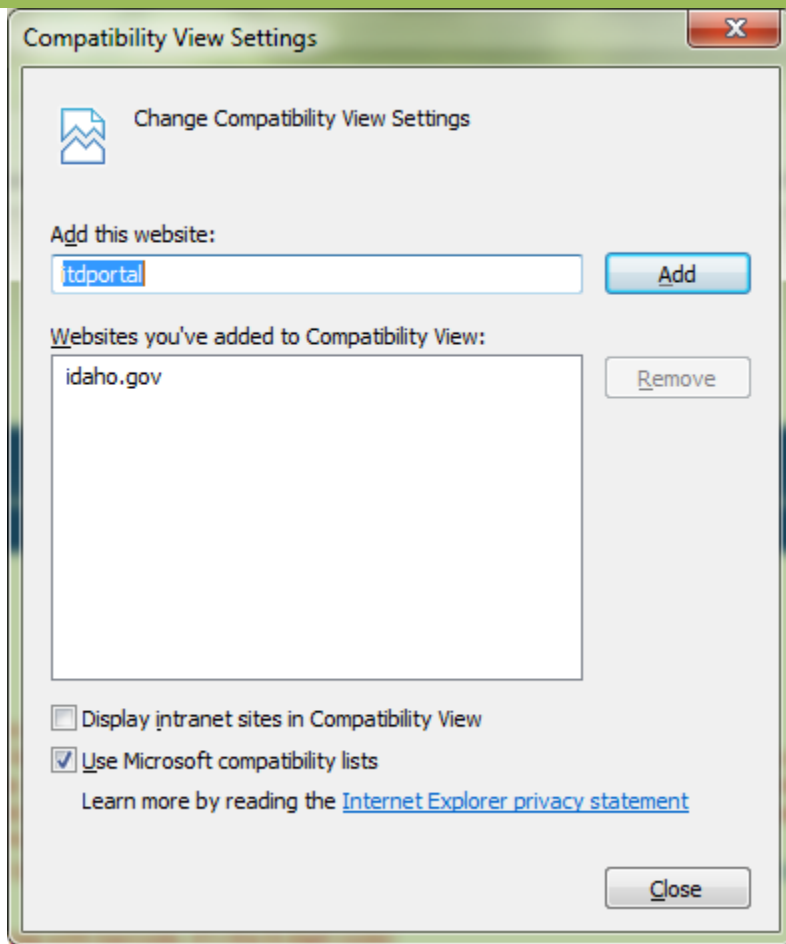 Compatibility View Settings
Change Compatibility View Settings
Add this website:
itdportal
Add
Websites you've added to Compatibility View:
idaho.gov
Remove
Display intranet sites in Compatibility View
Use Microsoft compatibility lists
Learn more by reading the Internet Explorer privacy statement
Close